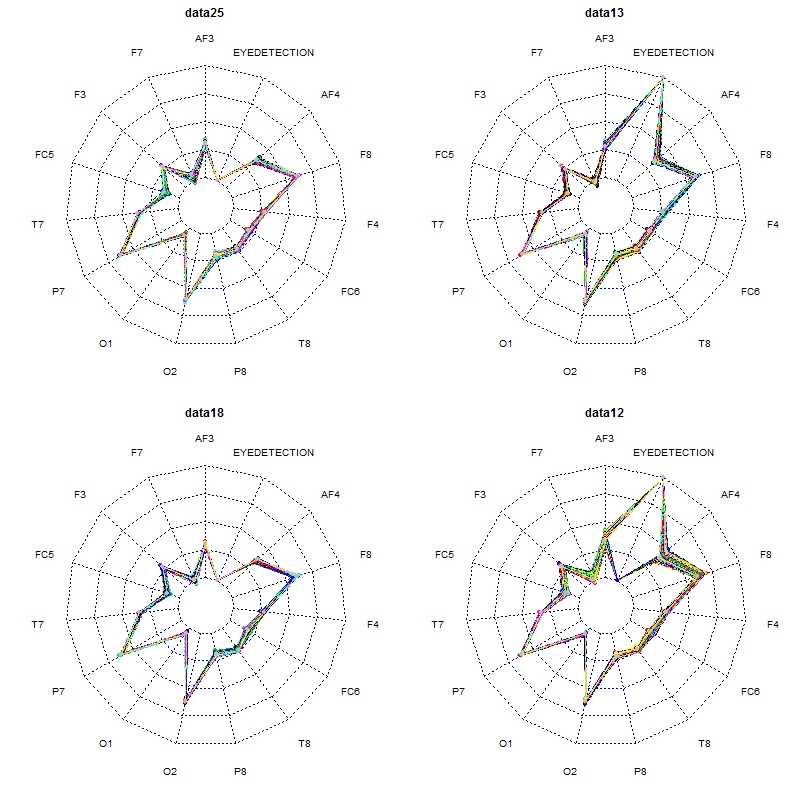 data25
AF3
F7
EYEDETECTION
F3
AF4
FC5
F8
T7
F4
P7
FC6
O1
T8
O2
P8
data13
AF3
F7
EYEDETECTION
F3
AF4
FC5
F8
T7
F4
P7
FC6
O1
T8
O2
P8
data18
AF3
F7
EYEDETECTION
F3
AF4
FC5
F8
T7
F4
P7
FC6
O1
T8
O2
P8
data12
AF3
F7
EYEDETECTION
F3
AF4
FC5
F8
T7
F4
P7
FC6
O1
T8
O2
P8